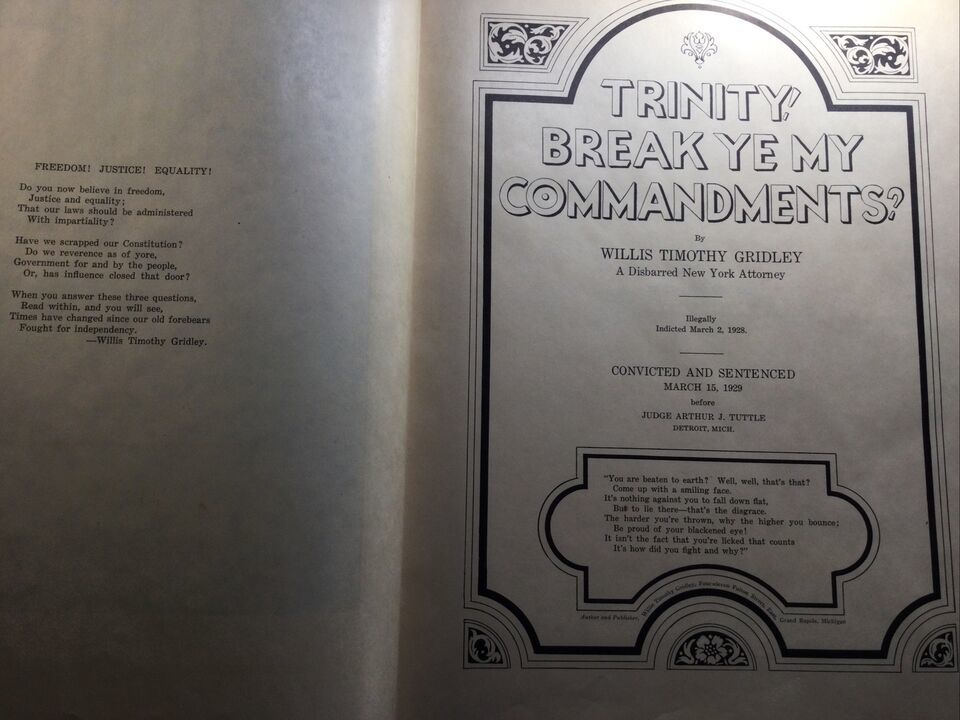 FREEDOM! JUSTICE! EQUALITY!
Do you now believe in freedom,
Justice and equality;
That our laws should be administered
With impartiality?
Have we scrapped our Constitution?
Do we reverence as of yore,
Government for and by the people,
Or, has influence closed that door?
When you answer these three questions,
Read within, and you will see,
Times have changed since our old forebears
Fought for independency.
—Willis Timothy Gridley.
TRINITY!
BREAK YE MY
COMMANDMENTS?
By
WILLIS TIMOTHY GRIDLEY
A Disbarred New York Attorney
Illegally
Indicted March 2, 1928.
CONVICTED AND SENTENCED
MARCH 15, 1929
before
JUDGE ARTHUR J. TUTTLE
DETROIT, MICH.
"You are beaten to earth? Well, well, that's that?
Come up with a smiling face.
It's nothing against you to fall down flat,
But to lie there—that's the disgrace.
The harder you're thrown, why the higher you bounce;
Be proud of your blackened eye!
It isn't the fact that you're licked that counts
It's how did you fight and why?"
Author and Publisher, Willis Timothy Gridley, Four-eleven Fulton Street, East, Grand Rapids, Michigan